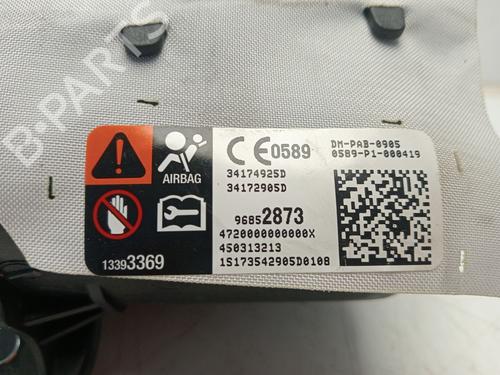 B-PARTS
AIRBAG
13393369
CE0589
DM-PAB-0905
0589-P1-000419
34174925D
34172905D
96852873
4720000000000X
450313213
1S173542905D0108